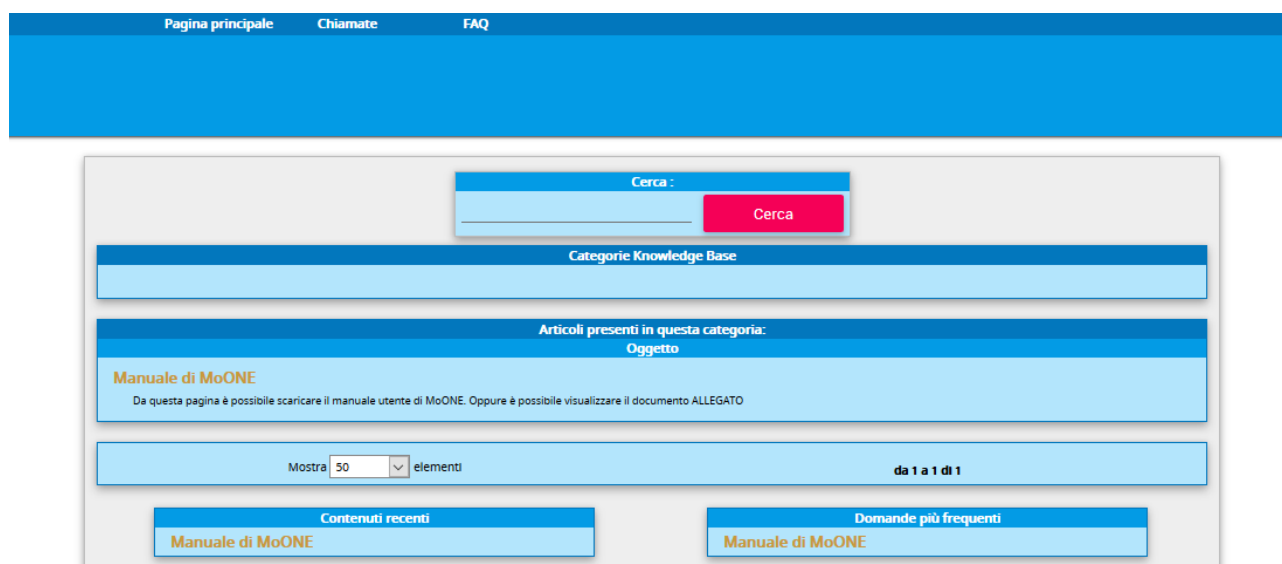 Pagina principale Chiamate FAQ
Cerca :
Cerca
Categorie Knowledge Base
Articoli presenti in questa categoria:
Oggetto
Manuale di MoONE
Da questa pagina è possibile scaricare il manuale utente di MoONE. Oppure è possibile visualizzare il documento ALLEGATO
Mostra 50 elementi da 1 a 1 di 1
Contenuti recenti Domande più frequenti
Manuale di MoONE Manuale di MoONE